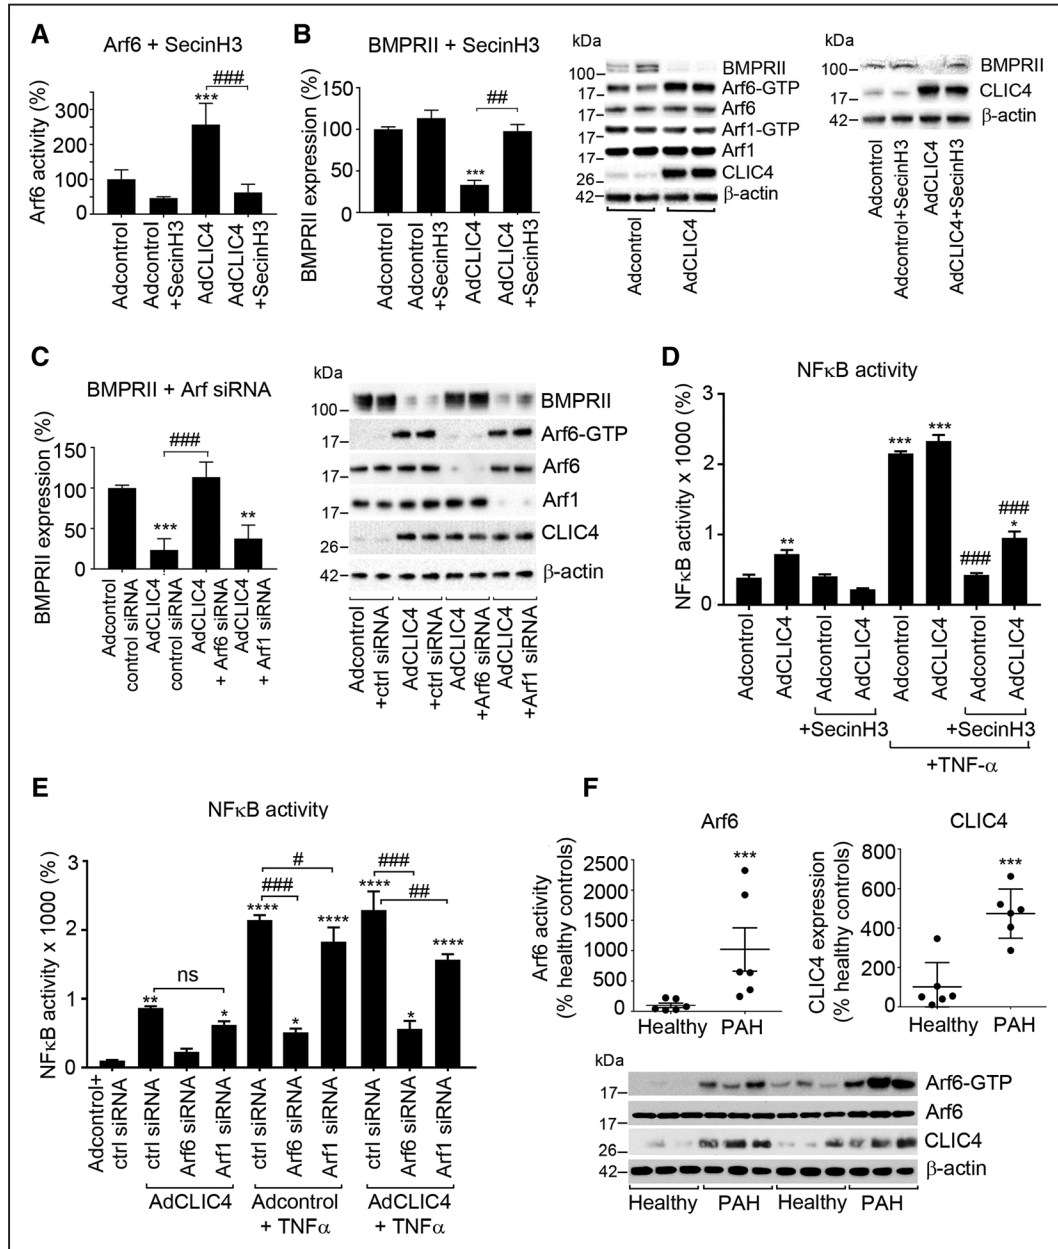 A
Arf6 + SecinH3
Arf6 activity (%)
300
200
100
0
***
###
Adcontrol
Adcontrol
+SecinH3
AdCLIC4
AdCLIC4
+SecinH3
B
BMPRII + SecinH3
BMPRII expression (%)
150
100
50
0
***
##
Adcontrol
Adcontrol
+SecinH3
AdCLIC4
AdCLIC4
+SecinH3
kDa
100
17
17
17
17
26
42
BMPRII
Arf6-GTP
Arf6
Arf1-GTP
Arf1
CLIC4
β-actin
Adcontrol
AdCLIC4
kDa
100
17
42
BMPRII
CLIC4
β-actin
Adcontrol
Adcontrol+SecinH3
AdCLIC4
AdCLIC4+SecinH3
C
BMPRII + Arf siRNA
BMPRII expression (%)
150
100
50
0
***
###
**
Adcontrol
control siRNA
AdCLIC4
control siRNA
AdCLIC4
+ Arf6 siRNA
AdCLIC4
+ Arf1 siRNA
kDa
100
17
17
17
26
42
BMPRII
Arf6-GTP
Arf6
Arf1
CLIC4
β-actin
Adcontrol
+ctrl siRNA
AdCLIC4
+ctrl siRNA
AdCLIC4
+Arf6 siRNA
AdCLIC4
+Arf1 siRNA
D
NFκB activity
NFκB activity x 1000 (%)
3
2
1
0
**
***
***
###
###
*
Adcontrol
AdCLIC4
Adcontrol
AdCLIC4
Adcontrol
AdCLIC4
Adcontrol
AdCLIC4
+SecinH3
+SecinH3
+TNF-α
E
NFκB activity
NFκB activity x 1000 (%)
3
2
1
0
**
ns
*
****
###
#
*
****
****
###
##
*
****
Adcontrol+
ctrl siRNA
ctrl siRNA
Arf6 siRNA
Arf1 siRNA
ctrl siRNA
Arf6 siRNA
Arf1 siRNA
ctrl siRNA
Arf6 siRNA
Arf1 siRNA
AdCLIC4
Adcontrol
+ TNFα
AdCLIC4
+ TNFα
F
Arf6
Arf6 activity
(% healthy controls)
2500
2000
1500
1000
500
0
***
Healthy
PAH
CLIC4
CLIC4 expression
(% healthy controls)
800
600
400
200
0
***
Healthy
PAH
kDa
17
17
26
42
Arf6-GTP
Arf6
CLIC4
β-actin
Healthy
PAH
Healthy
PAH